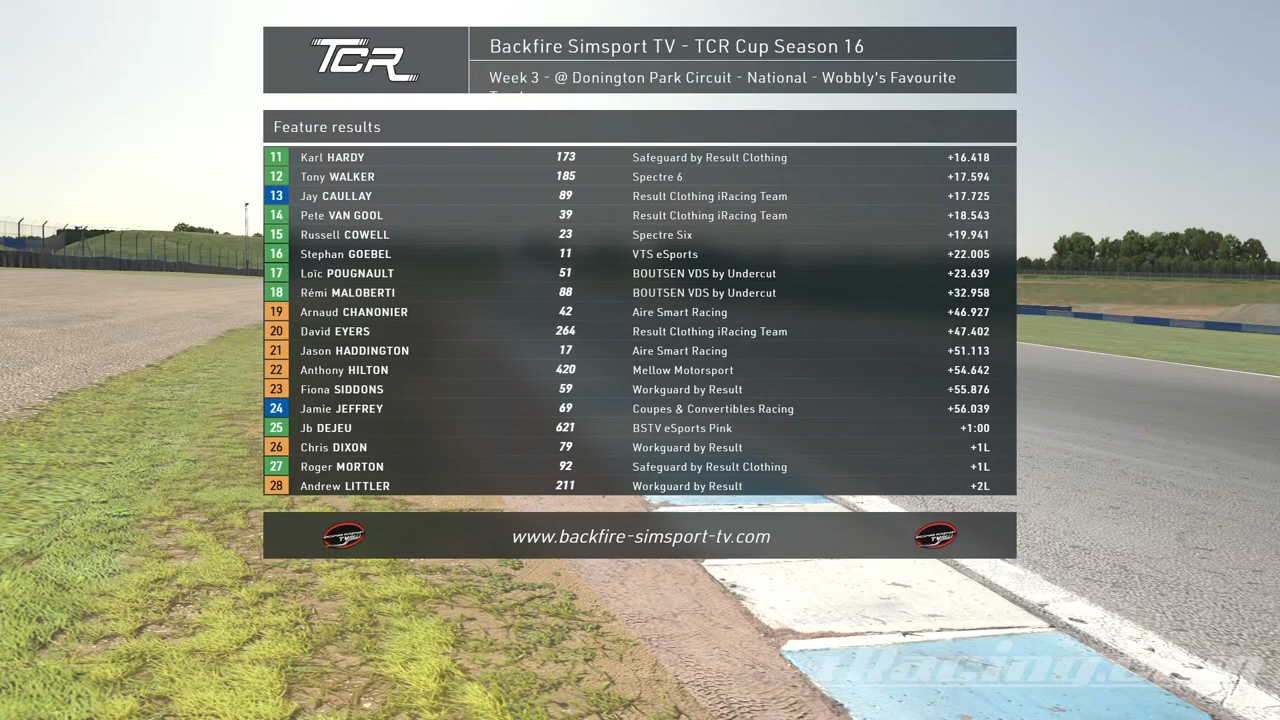 TCR
Backfire Simsport TV - TCR Cup Season 16
Week 3 - @ Donington Park Circuit - National - Wobbly's Favourite
Feature results
11 Karl HARDY 173 Safeguard by Result Clothing +16.418
12 Tony WALKER 185 Spectre 6 +17.594
13 Jay CAULLAY 89 Result Clothing iRacing Team +17.725
14 Pete VAN GOOL 39 Result Clothing iRacing Team +18.543
15 Russell COWELL 23 Spectre Six +19.941
16 Stephan GOEBEL 11 VTS eSports +22.005
17 Loïc POUGNAULT 51 BOUTSEN VDS by Undercut +23.639
18 Rémi MALOBERTI 88 BOUTSEN VDS by Undercut +32.958
19 Arnaud CHANONIER 42 Aire Smart Racing +46.927
20 David EYERS 264 Result Clothing iRacing Team +47.402
21 Jason HADDINGTON 17 Aire Smart Racing +51.113
22 Anthony HILTON 420 Mellow Motorsport +54.642
23 Fiona SIDDONS 59 Workguard by Result +55.876
24 Jamie JEFFREY 69 Coupes & Convertibles Racing +56.039
25 Jb DEJEU 621 BSTV eSports Pink +1:00
26 Chris DIXON 79 Workguard by Result +1L
27 Roger MORTON 92 Safeguard by Result Clothing +1L
28 Andrew LITTLER 211 Workguard by Result +2L
BACKFIRE SIMSPORT TV
www.backfire-simsport-tv.com
BACKFIRE SIMSPORT TV
iRacing.com